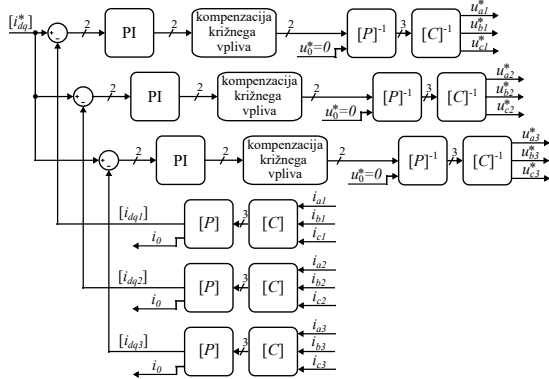 [i*dq] + - 2 PI 2 kompenzacija križnega vpliva 2 u*0=0 [P]-1 3 [C]-1 u*a1 u*b1 u*c1
+ - 2 PI 2 kompenzacija križnega vpliva 2 u*0=0 [P]-1 3 [C]-1 u*a2 u*b2 u*c2
+ - 2 PI 2 kompenzacija križnega vpliva 2 u*0=0 [P]-1 3 [C]-1 u*a3 u*b3 u*c3
[idq1] i0 [P] 3 [C] ia1 ib1 ic1
[idq2] i0 [P] 3 [C] ia2 ib2 ic2
[idq3] i0 [P] 3 [C] ia3 ib3 ic3